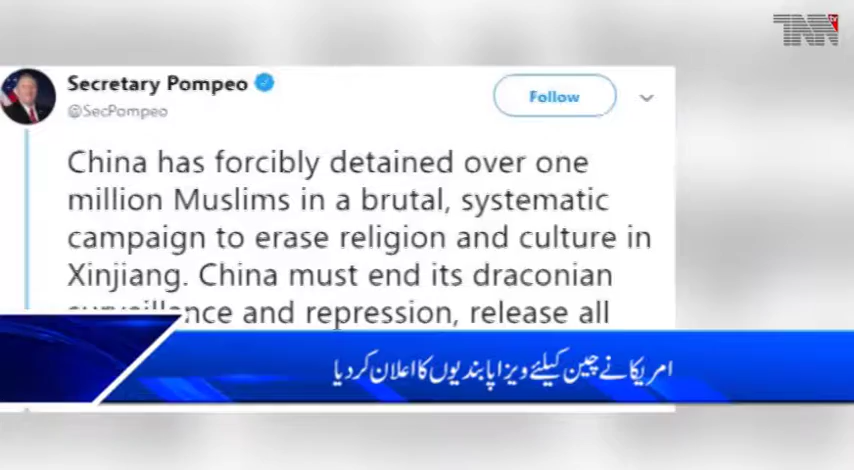 TNN tv
Secretary Pompeo
@SecPompeo
Follow
China has forcibly detained over one
million Muslims in a brutal, systematic
campaign to erase religion and culture in
Xinjiang. China must end its draconian
surveillance and repression, release all
امریکا نے چین کیلئے ویزا پابندیوں کا اعلان کر دیا